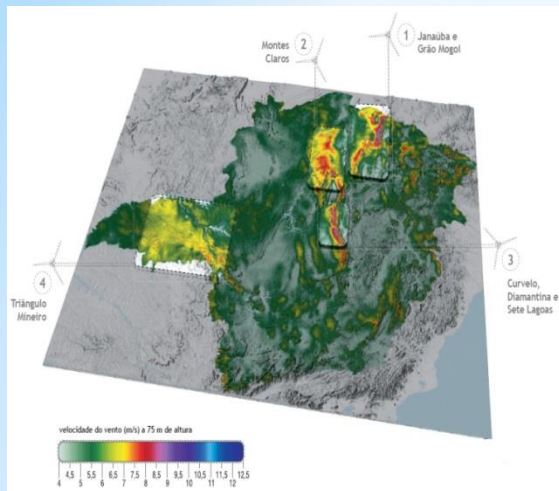 2
Montes
Claros
1
Janaúba e
Grão Mogol
4
Triângulo
Mineiro
3
Curvelo,
Diamantina e
Sete Lagoas
velocidade do vento (m/s) a 75 m de altura
4,5 5,5 6,5 7,5 8,5 9,5 10,5 11,5 12,5
4 5 6 7 8 9 10 11 12